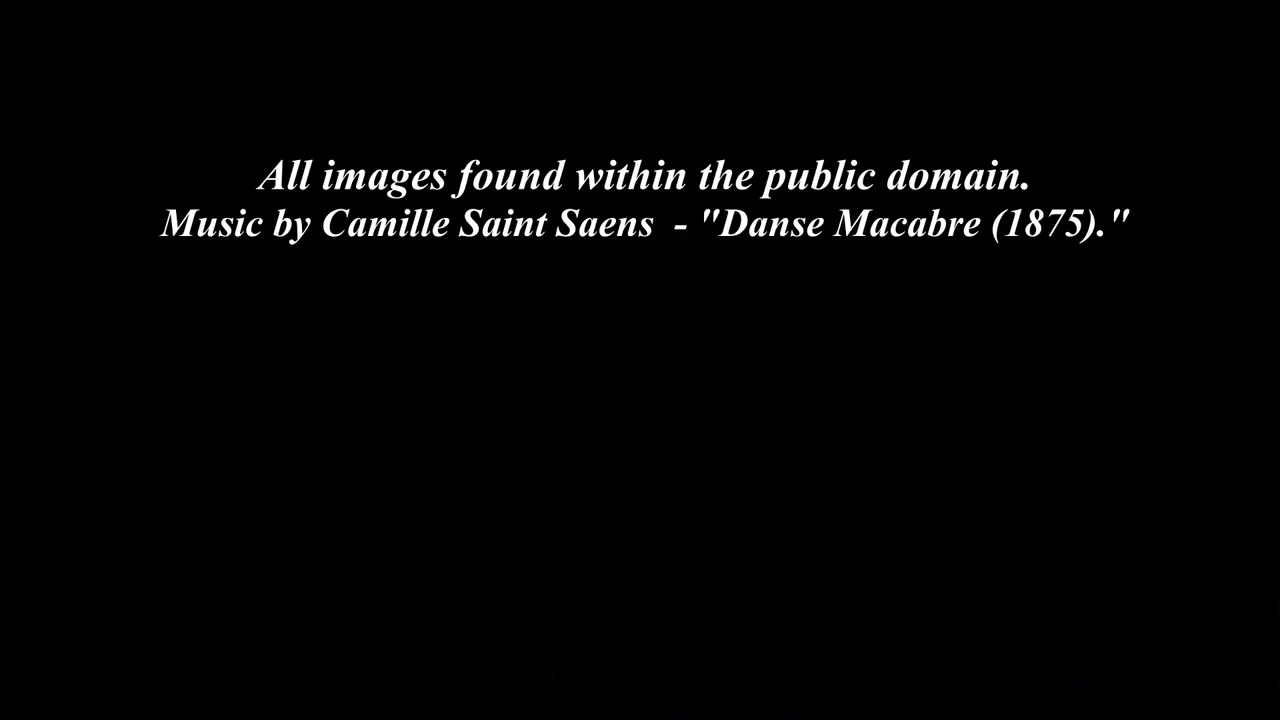 All images found within the public domain.
Music by Camille Saint Saens  - "Danse Macabre (1875)."